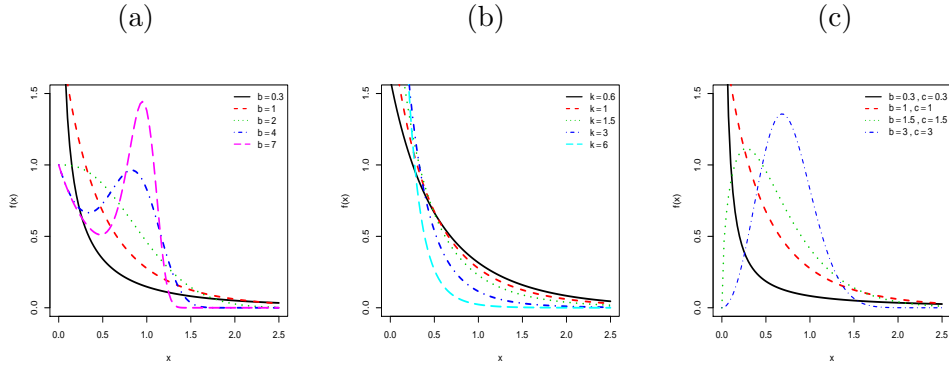 (a)
f(x)
1.5
1.0
0.5
0.0
b = 0.3
b = 1
b = 2
b = 4
b = 7
0.0 0.5 1.0 1.5 2.0 2.5
x
(b)
f(x)
1.5
1.0
0.5
0.0
k = 0.6
k = 1
k = 1.5
k = 3
k = 6
0.0 0.5 1.0 1.5 2.0 2.5
x
(c)
f(x)
1.5
1.0
0.5
0.0
b = 0.3 , c = 0.3
b = 1 , c = 1
b = 1.5 , c = 1.5
b = 3 , c = 3
0.0 0.5 1.0 1.5 2.0 2.5
x